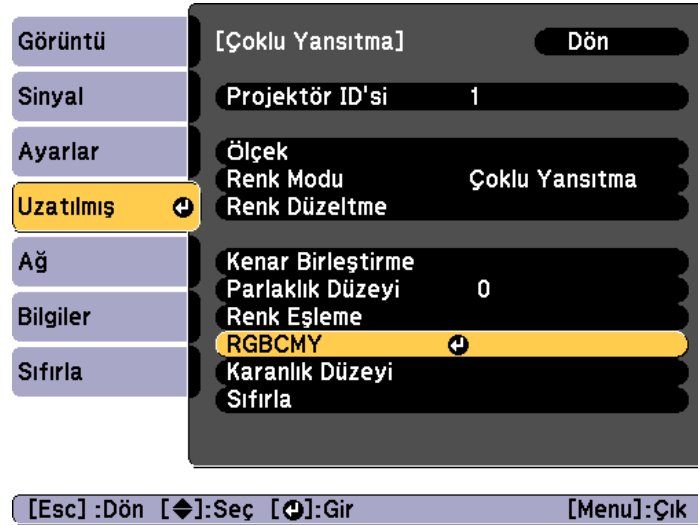 Görüntü
Sinyal
Ayarlar
Uzatılmış
Ağ
Bilgiler
Sıfırla
[Çoklu Yansıtma] Dön
Projektör ID'si 1
Ölçek
Renk Modu Çoklu Yansıtma
Renk Düzeltme
Kenar Birleştirme
Parlaklık Düzeyi 0
Renk Eşleme
RGBCMY
Karanlık Düzeyi
Sıfırla
[Esc] :Dön [◆]:Seç [↵]:Gir [Menu]:Çık